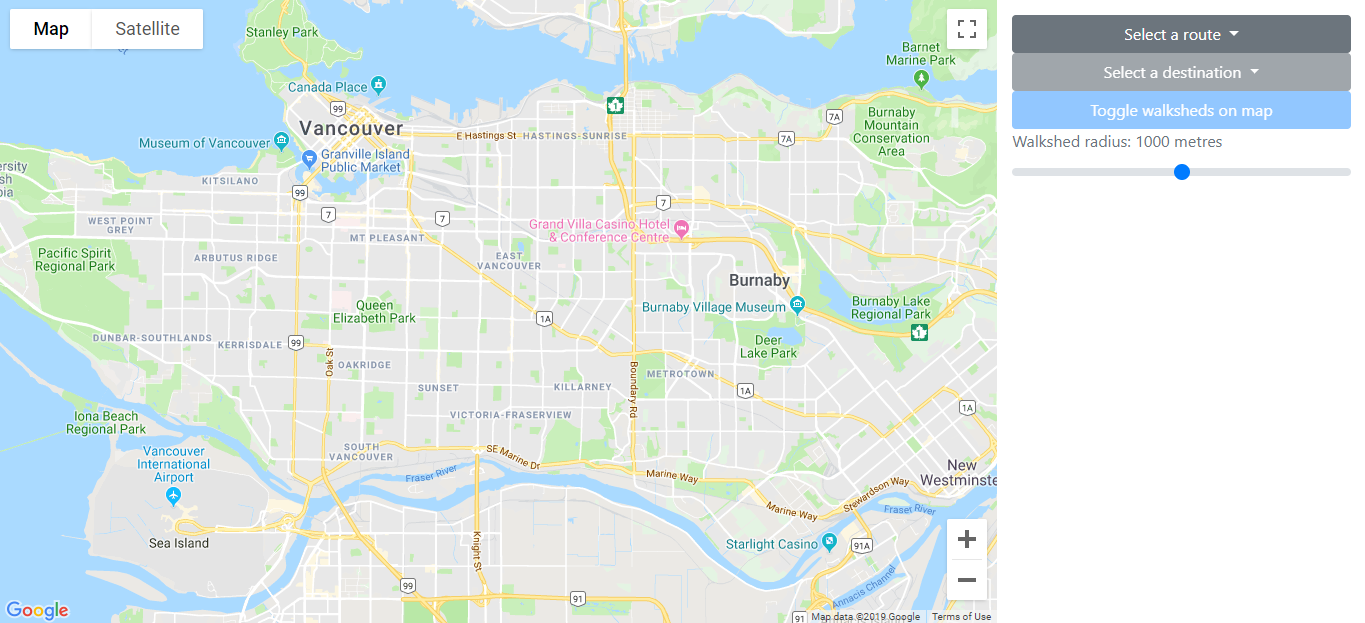 Map
Satellite
Stanley Park
Barnet
Marine Park
Canada Place
99
1
7A
Burnaby
Mountain
Conservation
Area
Vancouver
E Hastings St
HASTINGS-SUNRISE
7A
Museum of Vancouver
Granville Island
Public Market
KITSILANO
99
7
7
7
WEST POINT
GREY
MT PLEASANT
Grand Villa Casino Hotel
& Conference Centre
Pacific Spirit
Regional Park
ARBUTUS RIDGE
EAST
VANCOUVER
Burnaby
Queen
Elizabeth Park
Burnaby Village Museum
Burnaby Lake
Regional Park
1A
1
DUNBAR-SOUTHLANDS
KERRISDALE
99
Oak St
OAKRIDGE
Deer
Lake Park
METROTOWN
SUNSET
KILLARNEY
Boundary Rd
1A
1A
Iona Beach
Regional Park
VICTORIA-FRASERVIEW
Vancouver
International
Airport
SOUTH
VANCOUVER
SE Marine Dr
Fraser River
Marine Way
New
Westminste
Stewardson Way
Marine Way
Fraser River
Sea Island
Knight St
Starlight Casino
91A
Annacis Channel
99
91
91
Google
Map data ©2019 Google
Terms of Use
Select a route
Select a destination
Toggle walksheds on map
Walkshed radius: 1000 metres